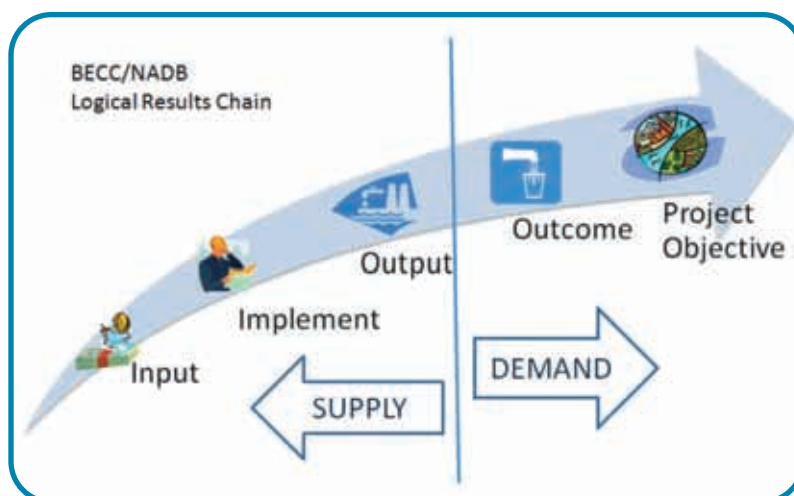 BECC/NADB
Logical Results Chain
Input
Implement
Output
Outcome
Project
Objective
SUPPLY
DEMAND